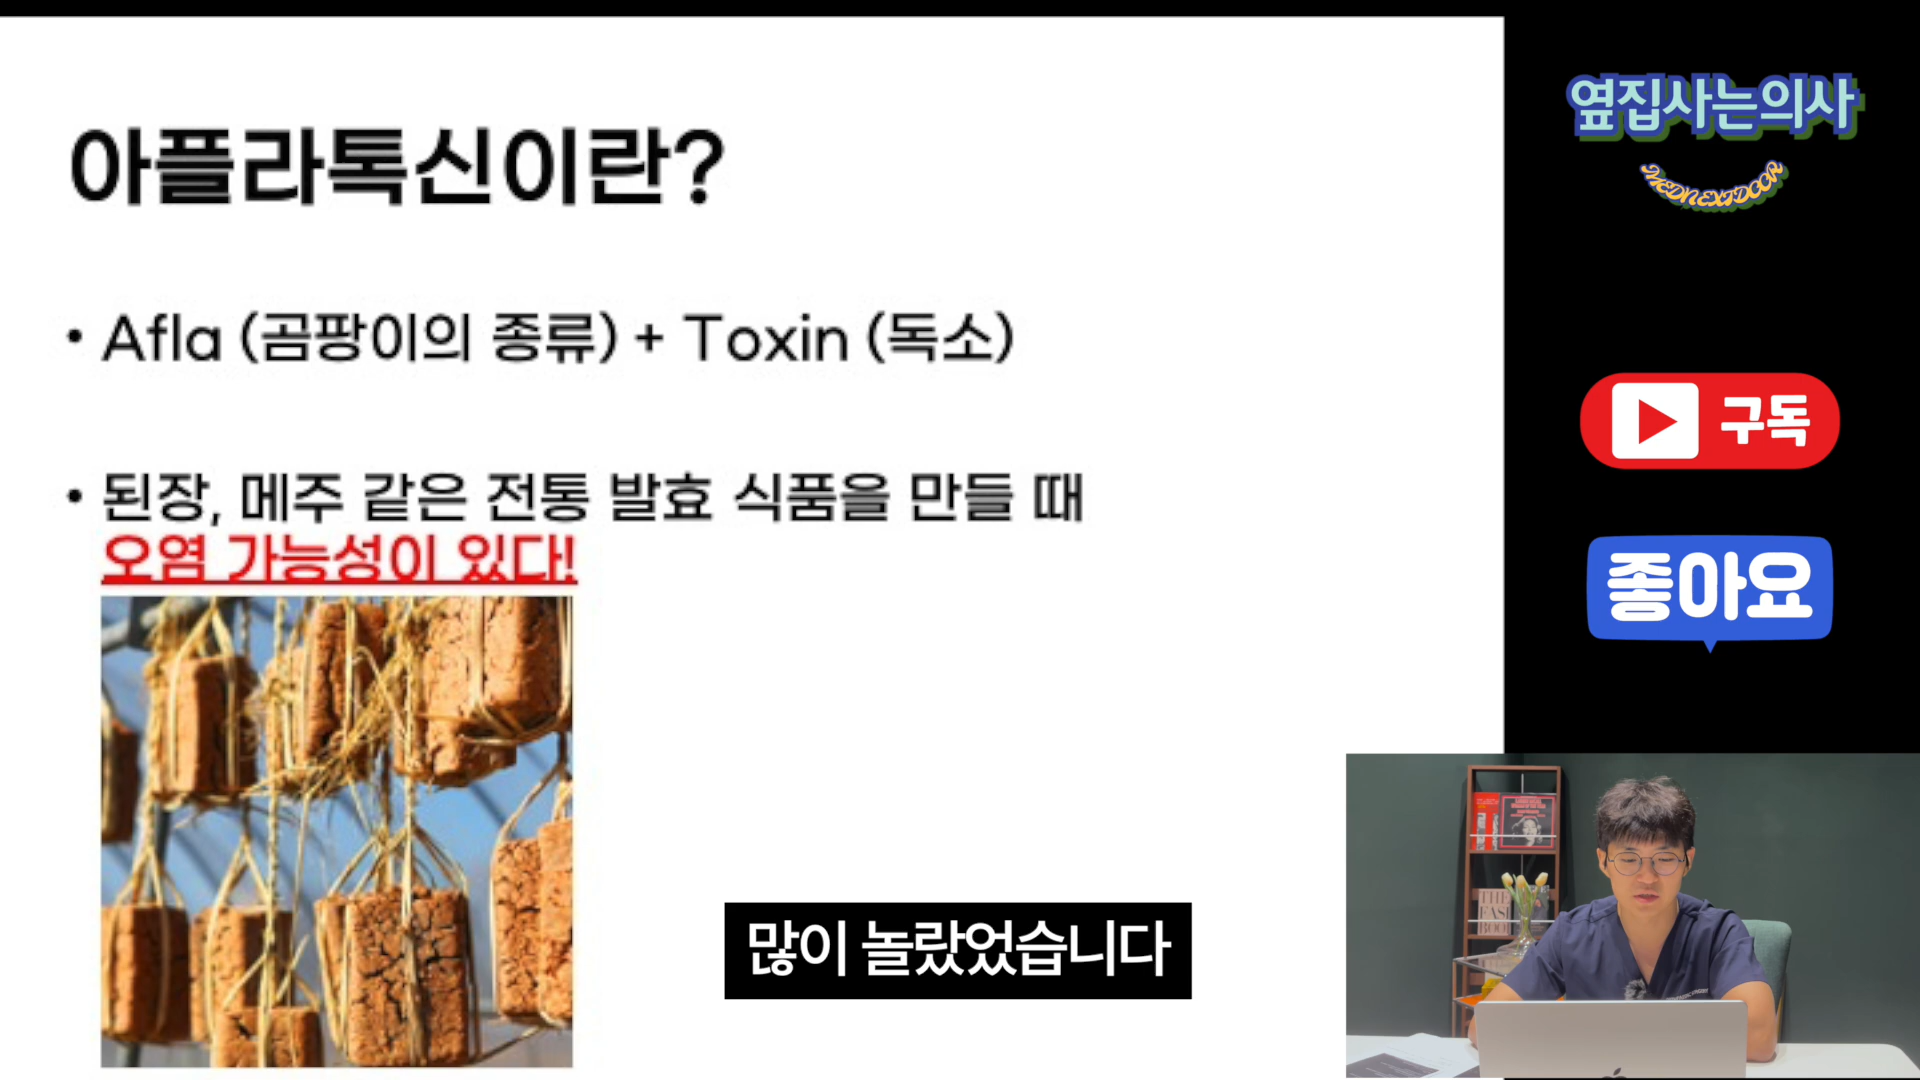 아플라톡신이란?
• Afla (곰팡이의 종류) + Toxin (독소)
• 된장, 메주 같은 전통 발효 식품을 만들 때
오염 가능성이 있다!
많이 놀랐었습니다
옆집사는의사
MEDNEXTDOOR
구독
좋아요